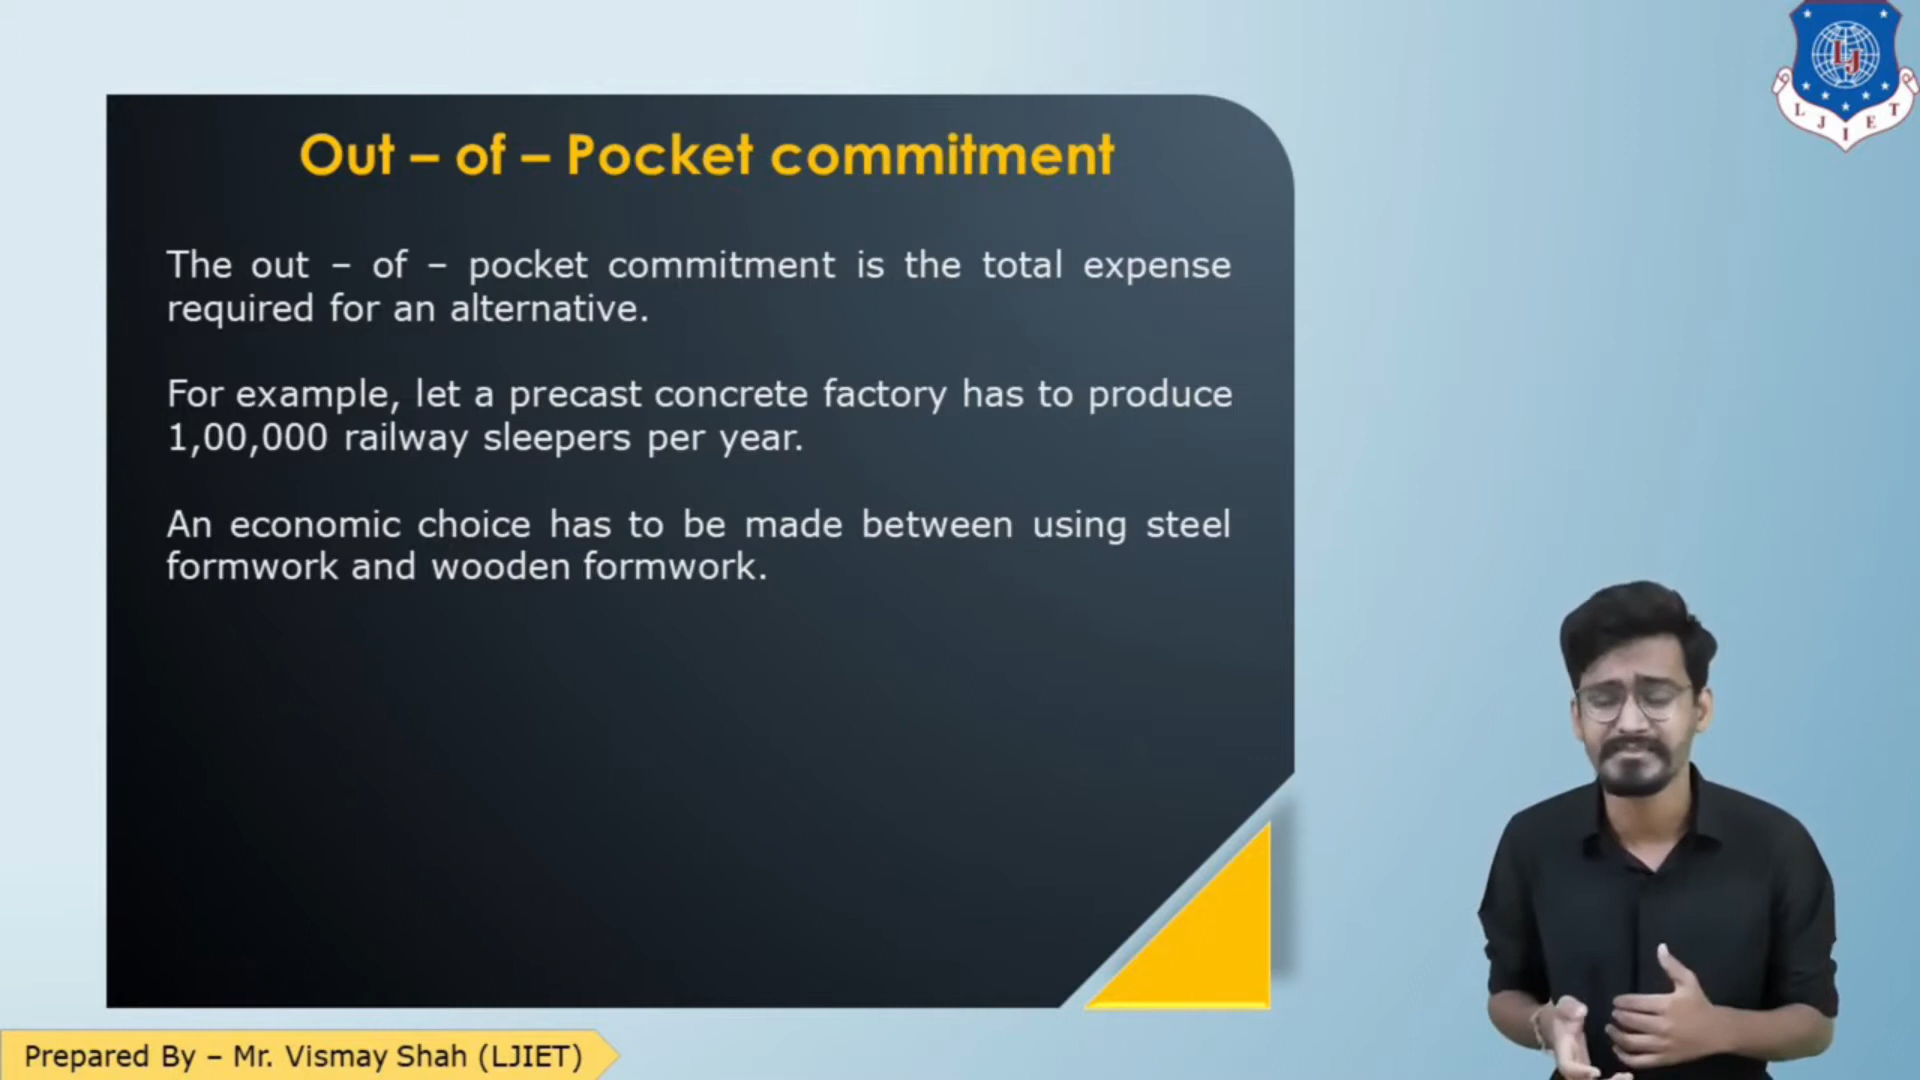 Out – of – Pocket commitment
The out – of – pocket commitment is the total expense
required for an alternative.
For example, let a precast concrete factory has to produce
1,00,000 railway sleepers per year.
An economic choice has to be made between using steel
formwork and wooden formwork.
Prepared By – Mr. Vismay Shah (LJIET)
LJ
L J I E T